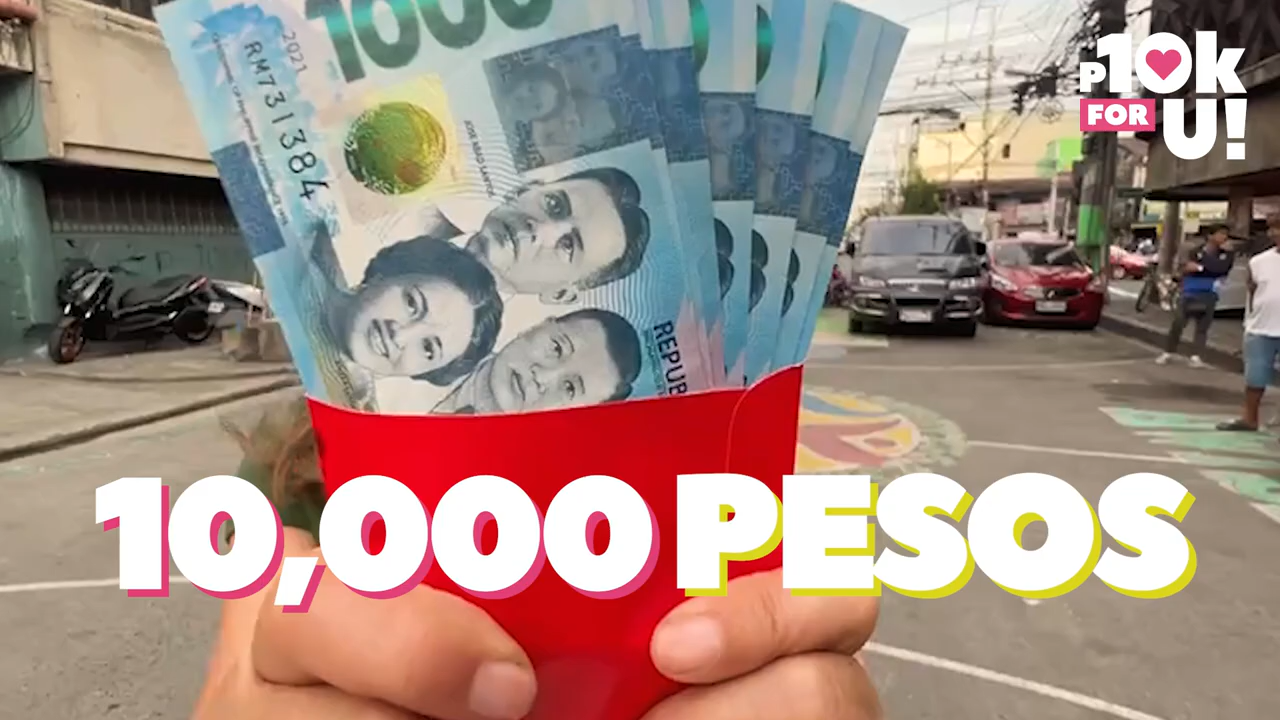 1000
P10k
FOR U!
2021
RM731384
REPUB
10,000 PESOS